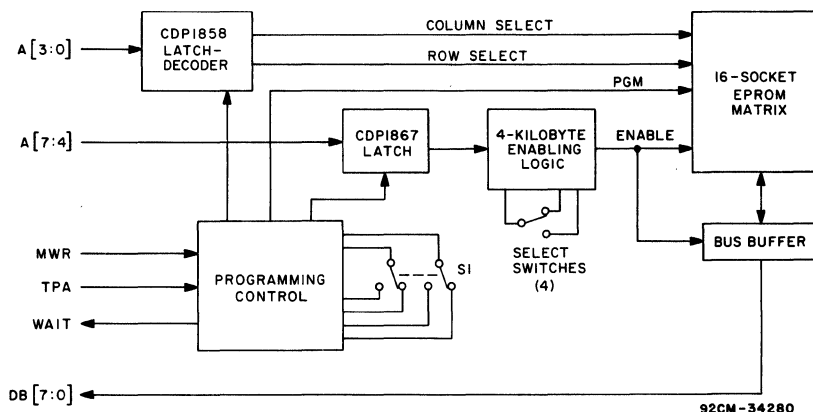 A [3:0]
CDP1858
LATCH-
DECODER
COLUMN SELECT
ROW SELECT
PGM
16-SOCKET
EPROM
MATRIX
A [7:4]
CDP1867
LATCH
4-KILOBYTE
ENABLING
LOGIC
ENABLE
SELECT
SWITCHES
(4)
BUS BUFFER
MWR
TPA
WAIT
PROGRAMMING
CONTROL
S1
DB [7:0]
92CM-34280